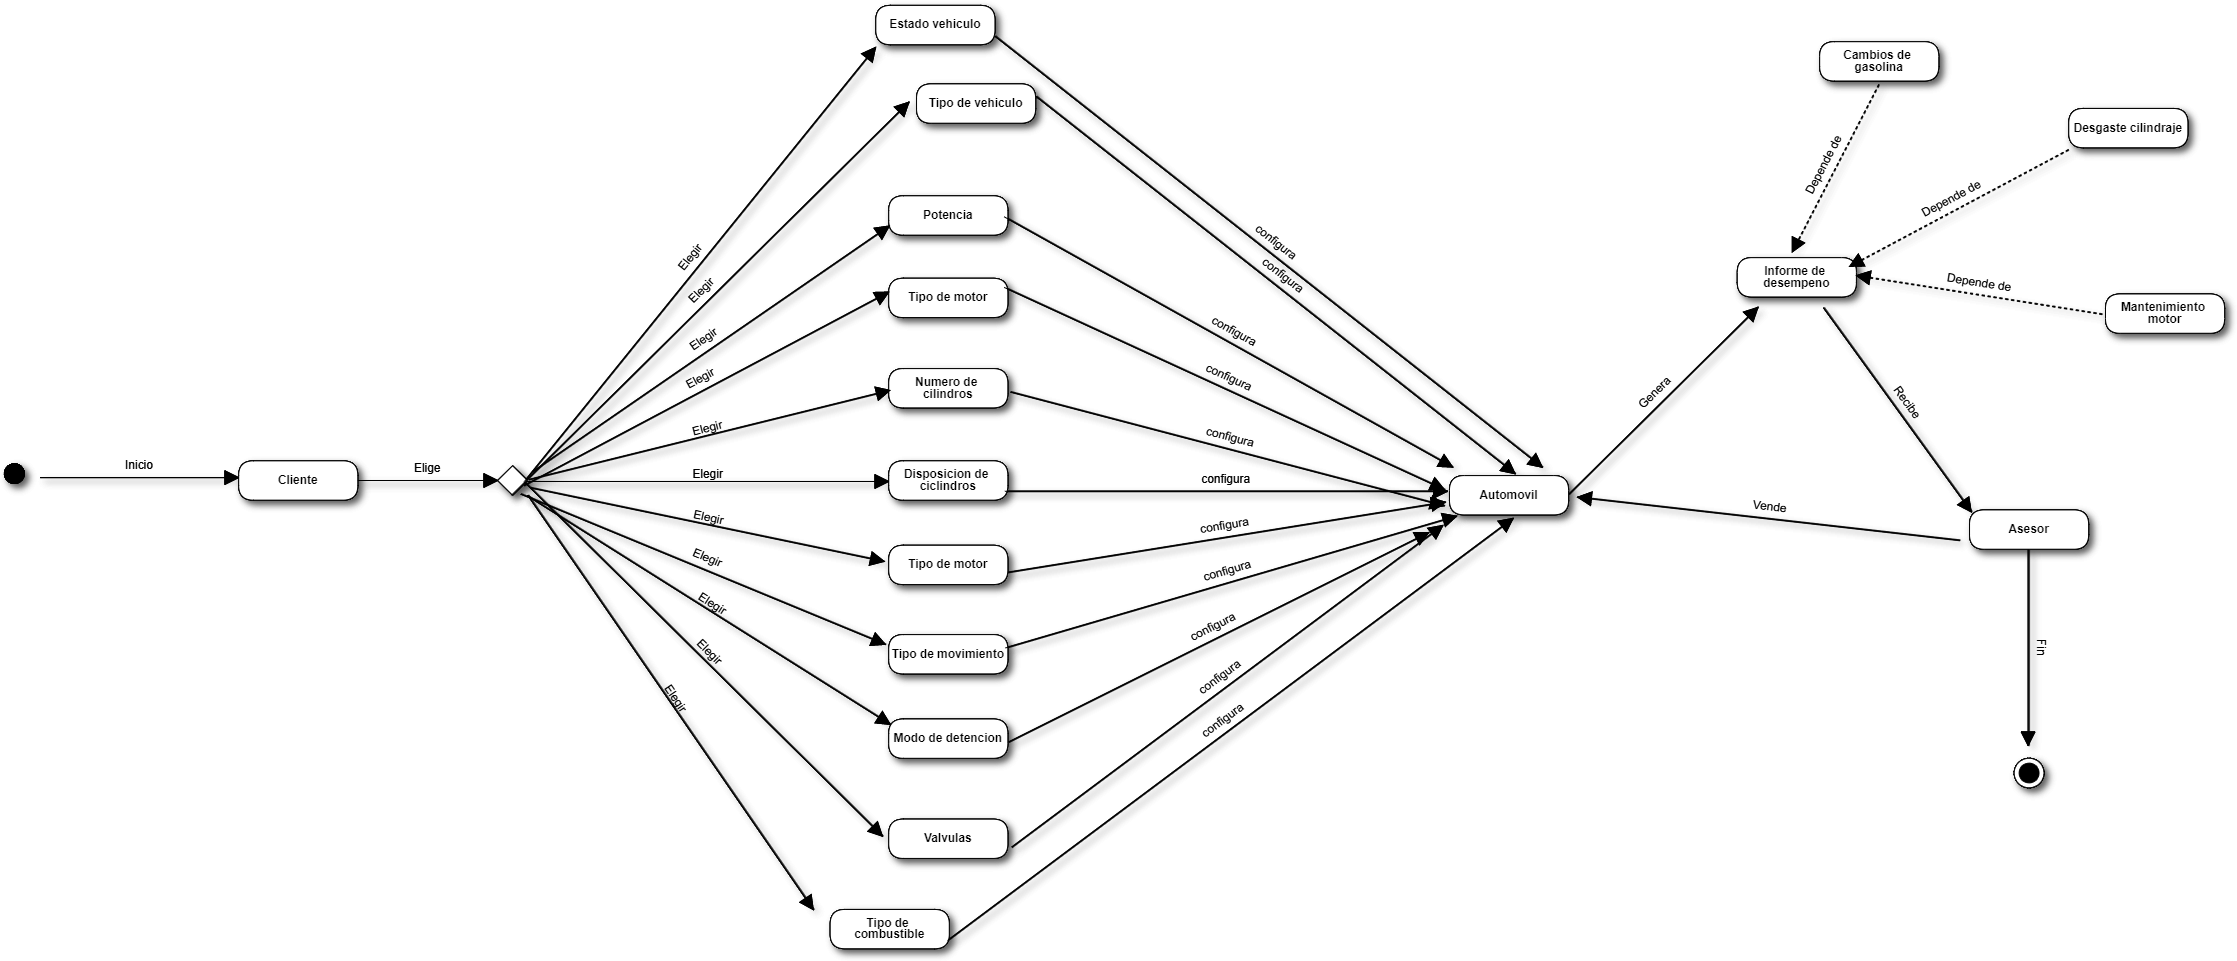 Inicio
Cliente
Elige
Elegir
Elegir
Elegir
Elegir
Elegir
Elegir
Elegir
Elegir
Elegir
Elegir
Elegir
Estado vehiculo
Tipo de vehiculo
Potencia
Tipo de motor
Numero de
cilindros
Disposicion de
ciclindros
Tipo de motor
Tipo de movimiento
Modo de detencion
Valvulas
Tipo de
combustible
configura
configura
configura
configura
configura
configura
configura
configura
configura
configura
configura
Automovil
Genera
Informe de
desempeno
Cambios de
gasolina
Depende de
Desgaste cilindraje
Depende de
Mantenimiento
motor
Depende de
Recibe
Asesor
Vende
Fin